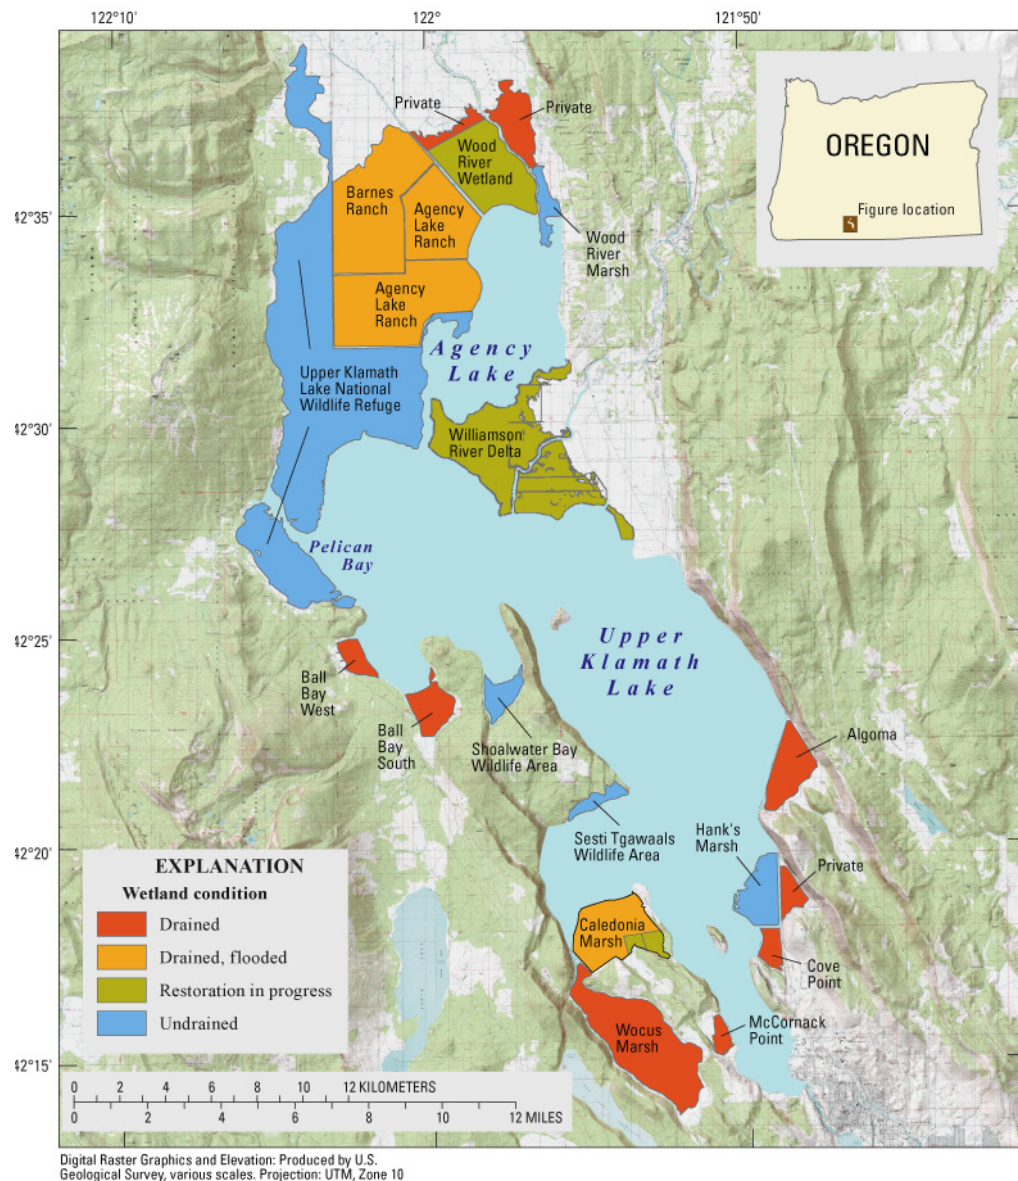 122°10'
122°
121°50'
Private
Private
Wood
River
Wetland
OREGON
Figure location
Barnes
Ranch
Agency
Lake
Ranch
2°35'
Wood
River
Marsh
Agency
Lake
Ranch
Agency
Lake
Upper Klamath
Lake National
Wildlife Refuge
2°30'
Williamson
River Delta
Pelican
Bay
2°25'
Upper
Klamath
Lake
Ball
Bay
West
Ball
Bay
South
Shoalwater Bay
Wildlife Area
Algoma
Sesti Tgawaals
Wildlife Area
Hank's
Marsh
2°20'
Private
EXPLANATION
Wetland condition
Drained
Drained, flooded
Restoration in progress
Undrained
Caledonia
Marsh
Cove
Point
McCornack
Point
Wocus
Marsh
2°15'
0 2 4 6 8 10 12 KILOMETERS
0 2 4 6 8 10 12 MILES
Digital Raster Graphics and Elevation: Produced by U.S.
Geological Survey, various scales. Projection: UTM, Zone 10